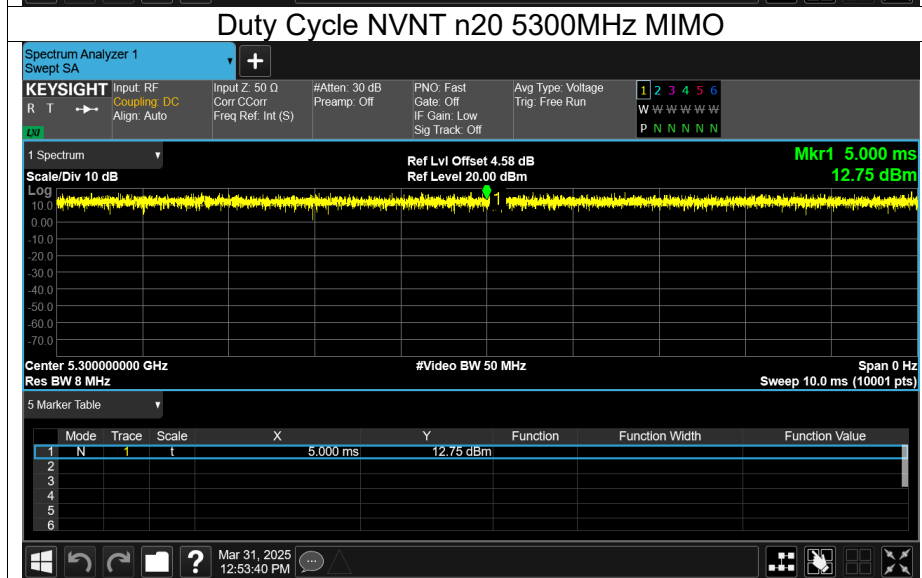 Duty Cycle NVNT n20 5300MHz MIMO
Spectrum Analyzer 1
Swept SA
+
KEYSIGHT Input: RF Input Z: 50 Ω #Atten: 30 dB PNO: Fast Avg Type: Voltage 1 2 3 4 5 6
R T Coupling: DC Corr CCorr Preamp: Off Gate: Off Trig: Free Run W W W W W W
Align: Auto Freq Ref: Int (S) IF Gain: Low
LXI Sig Track: Off P N N N N N
1 Spectrum Ref Lvl Offset 4.58 dB Mkr1 5.000 ms
Scale/Div 10 dB Ref Level 20.00 dBm 12.75 dBm
Log
10.0 1
0.00
-10.0
-20.0
-30.0
-40.0
-50.0
-60.0
-70.0
Center 5.300000000 GHz #Video BW 50 MHz Span 0 Hz
Res BW 8 MHz Sweep 10.0 ms (10001 pts)
5 Marker Table
Mode Trace Scale X Y Function Function Width Function Value
1 N 1 t 5.000 ms 12.75 dBm
2
3
4
5
6
? Mar 31, 2025
12:53:40 PM